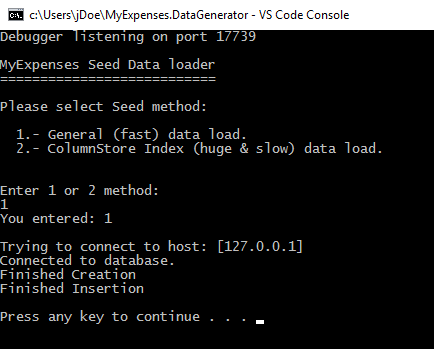 c:\Users\jDoe\MyExpenses.DataGenerator - VS Code Console
Debugger listening on port 17739
MyExpenses Seed Data loader
===========================
Please select Seed method:
1.- General (fast) data load.
2.- ColumnStore Index (huge & slow) data load.
Enter 1 or 2 method:
1
You entered: 1
Trying to connect to host: [127.0.0.1]
Connected to database.
Finished Creation
Finished Insertion
Press any key to continue . . .